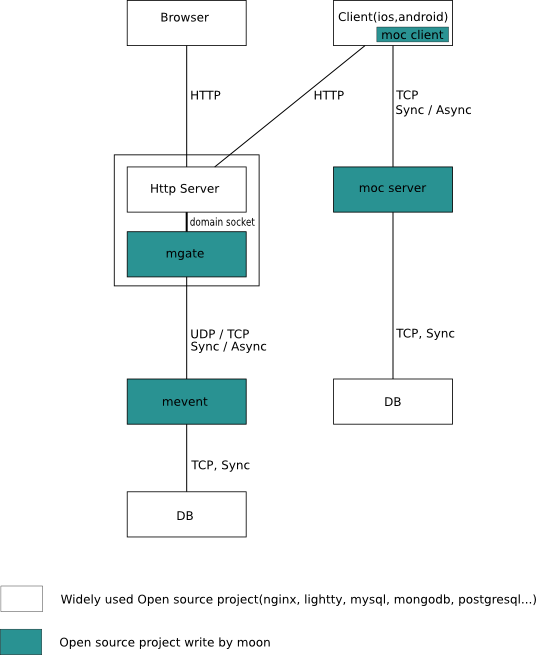 Browser
Client(ios,android)
moc client
HTTP
HTTP
TCP
Sync / Async
Http Server
moc server
domain socket
mgate
UDP / TCP
Sync / Async
TCP, Sync
mevent
DB
TCP, Sync
DB
Widely used Open source project(nginx, lightty, mysql, mongodb, postgresql...)
Open source project write by moon